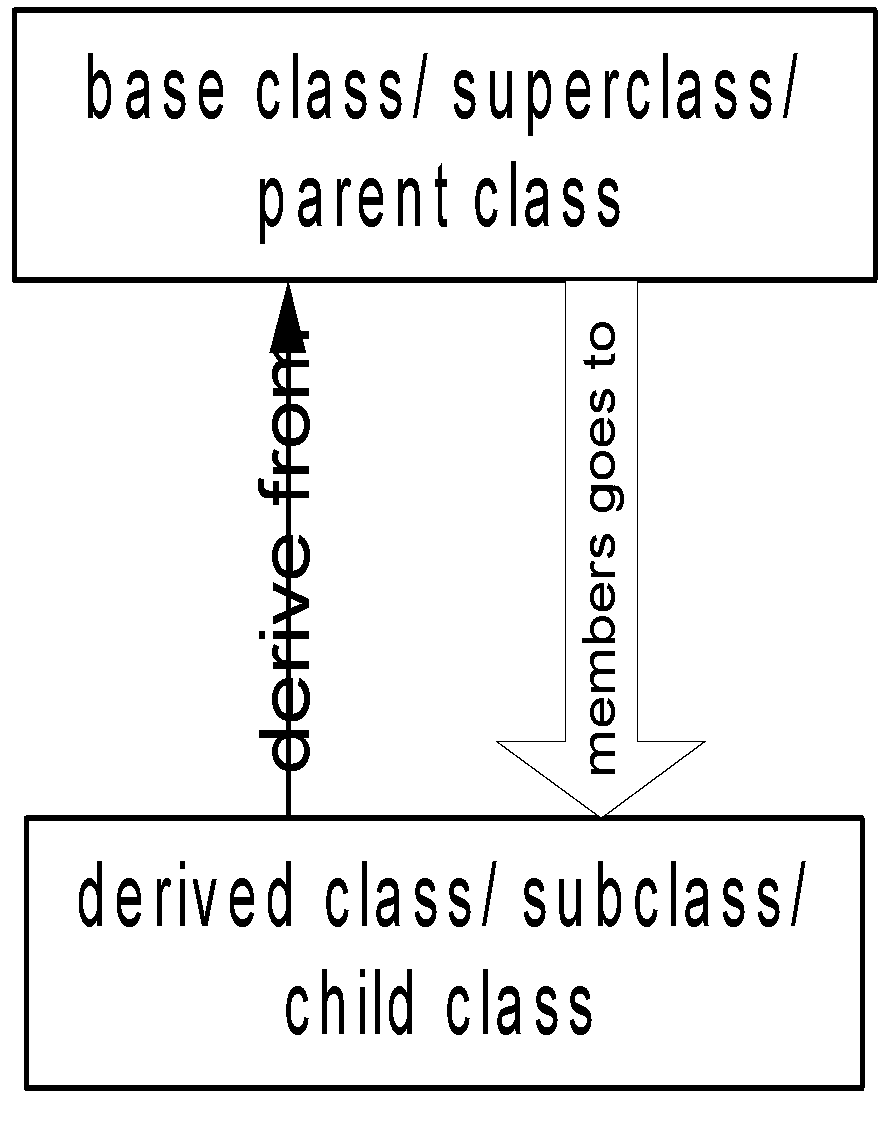 base class/ superclass/
parent class
derive from
members goes to
derived class/ subclass/
child class